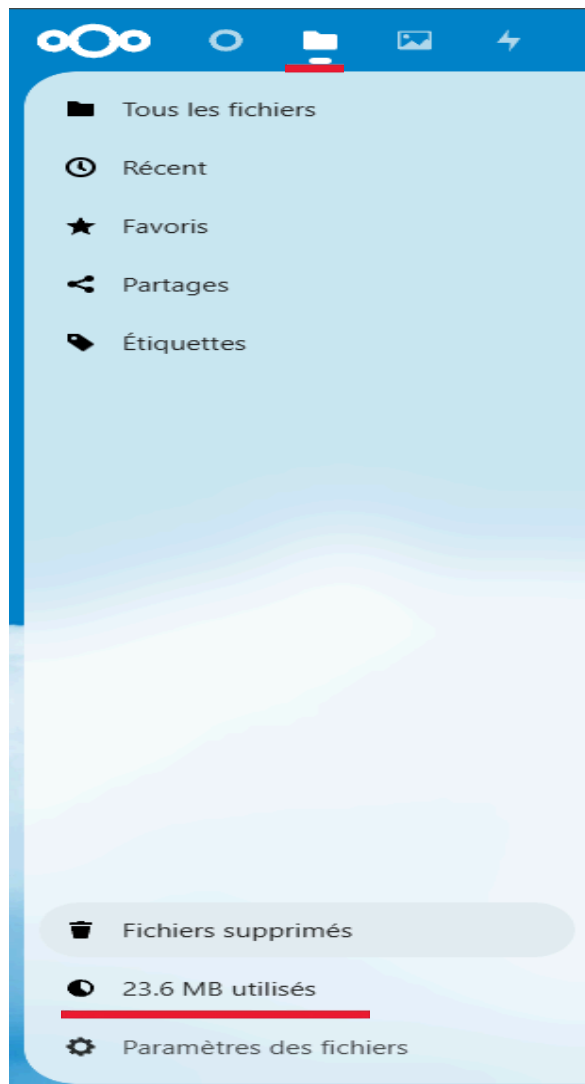 Tous les fichiers
Récent
Favoris
Partages
Étiquettes
Fichiers supprimés
23.6 MB utilisés
Paramètres des fichiers